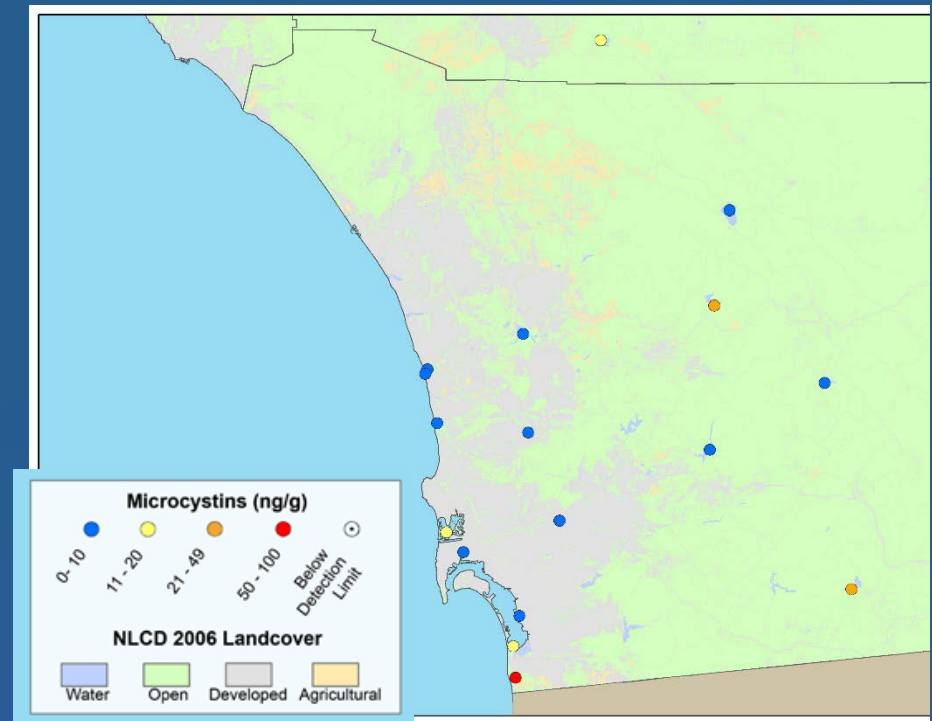 Microcystins (ng/g)
0- 10
11 - 20
21 - 49
50 - 100
Below
Detection
Limit
NLCD 2006 Landcover
Water
Open
Developed
Agricultural